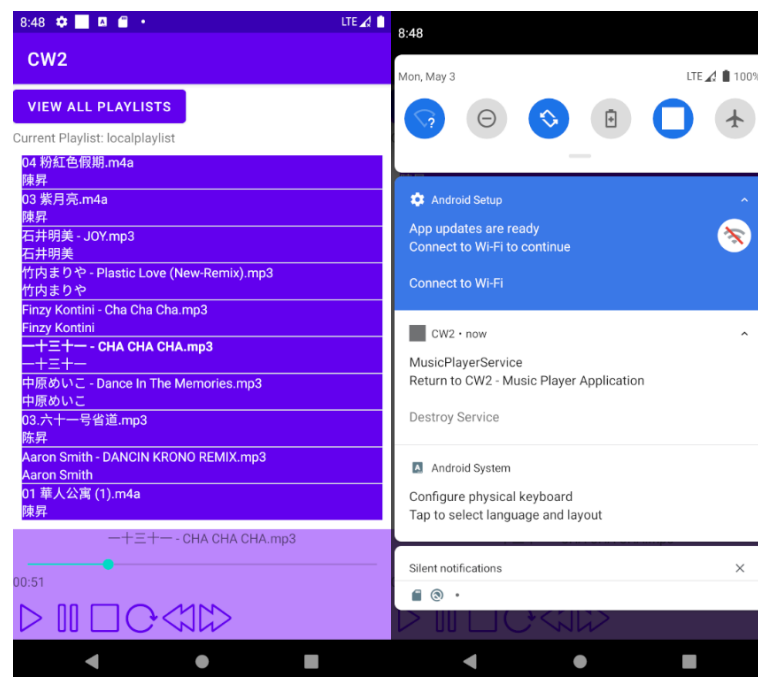 8:48
LTE
CW2
VIEW ALL PLAYLISTS
Current Playlist: localplaylist
04 粉紅色假期.m4a
陳昇
03 紫月亮.m4a
陳昇
石井明美 - JOY.mp3
石井明美
竹内まりや - Plastic Love (New-Remix).mp3
竹内まりや
Finzy Kontini - Cha Cha Cha.mp3
Finzy Kontini
一十三十一 - CHA CHA CHA.mp3
一十三十一
中原めいこ - Dance In The Memories.mp3
中原めいこ
03.六十一号省道.mp3
陈昇
Aaron Smith - DANCIN KRONO REMIX.mp3
Aaron Smith
01 華人公寓 (1).m4a
陳昇
一十三十一 - CHA CHA CHA.mp3
00:51
8:48
Mon, May 3
LTE 100%
Android Setup
App updates are ready
Connect to Wi-Fi to continue
Connect to Wi-Fi
CW2 • now
MusicPlayerService
Return to CW2 - Music Player Application
Destroy Service
Android System
Configure physical keyboard
Tap to select language and layout
Silent notifications